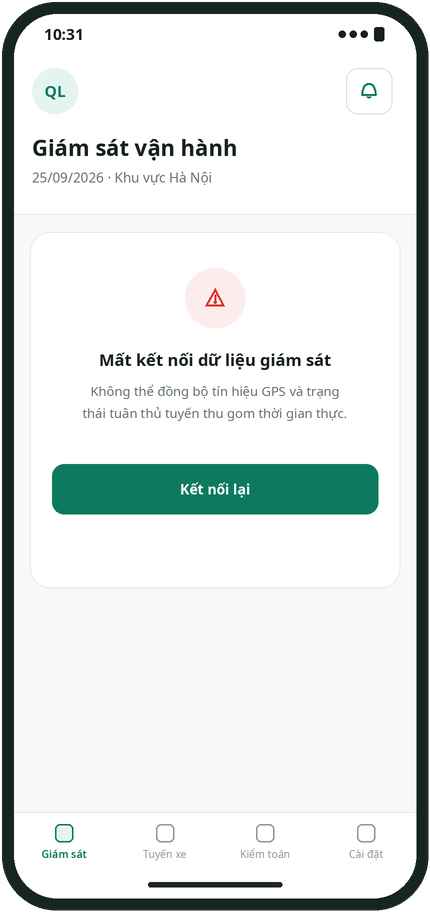 10:31
QL
Giám sát vận hành
25/09/2026 · Khu vực Hà Nội
Mất kết nối dữ liệu giám sát
Không thể đồng bộ tín hiệu GPS và trạng
thái tuân thủ tuyến thu gom thời gian thực.
Kết nối lại
Giám sát
Tuyến xe
Kiểm toán
Cài đặt